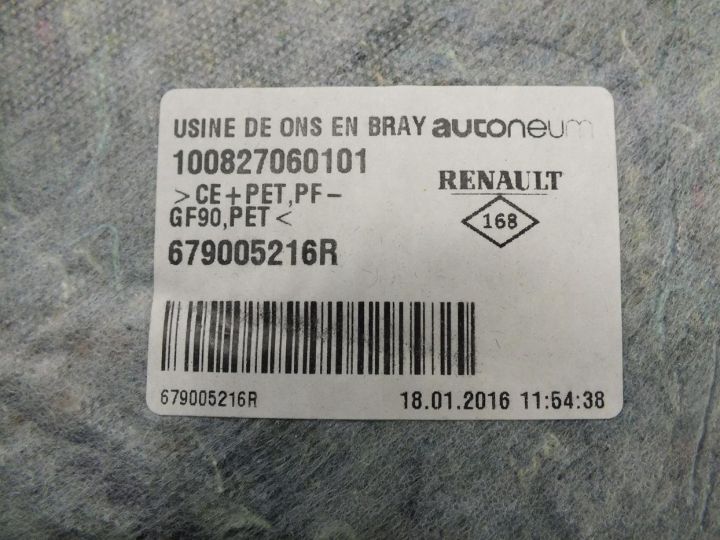 USINE DE ONS EN BRAY autoneum
100827060101
>CE+PET,PF-
GF90,PET<
RENAULT
168
679005216R
679005216R
18.01.2016 11:54:38